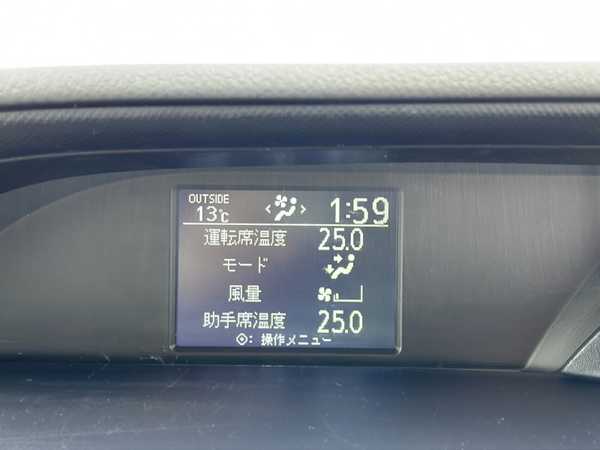 OUTSIDE
13℃ < > 1:59
運転席温度 25.0
モード
風量
助手席温度 25.0
◇: 操作メニュー